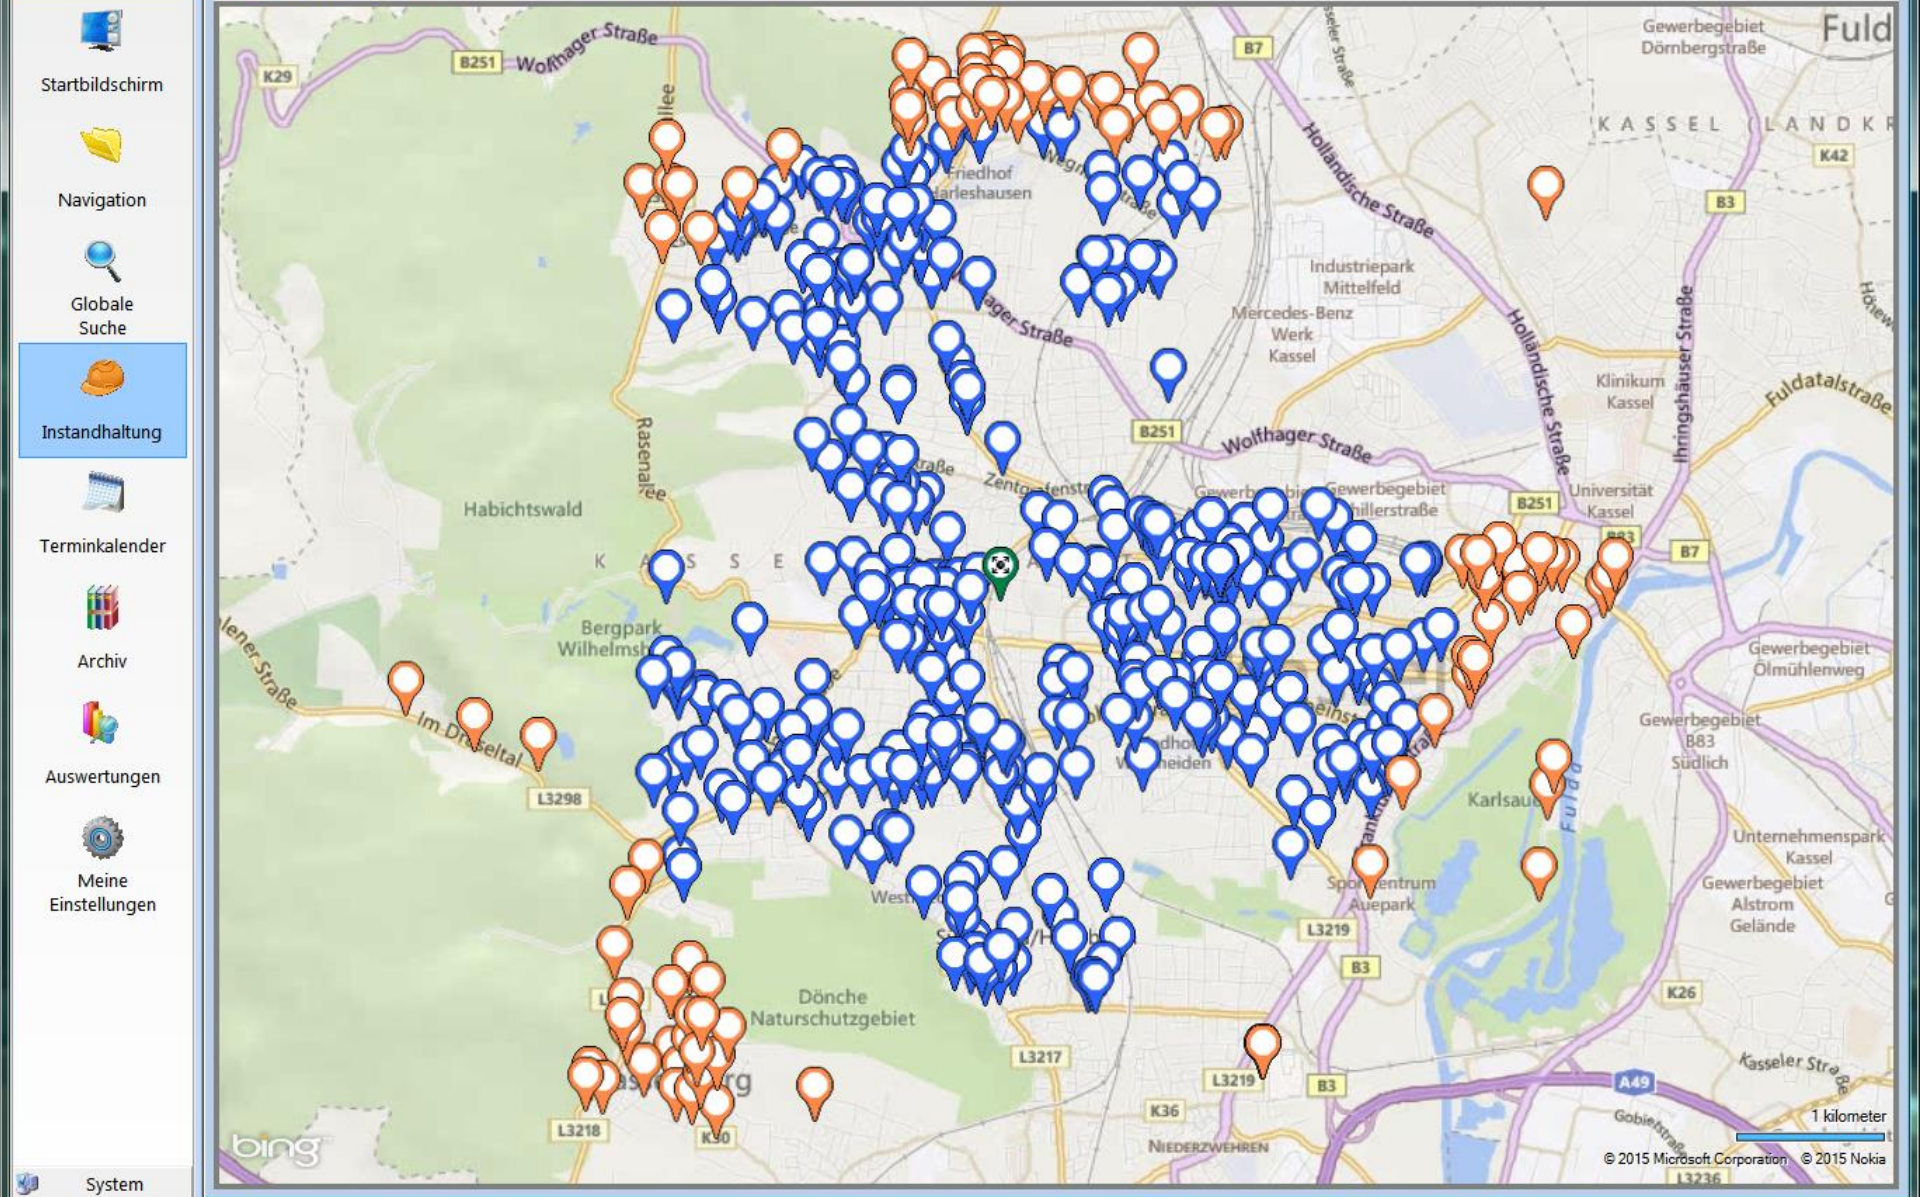 Startbildschirm
Navigation
Globale
Suche
Instandhaltung
Terminkalender
Archiv
Auswertungen
Meine
Einstellungen
System
K29
B251
Wolfhager Straße
B7
Gewerbegebiet
Dörnbergstraße
Fuld
KASSEL (LANDKR
K42
B3
Friedhof
Harleshausen
Holländische Straße
Industriepark
Mittelfeld
Mercedes-Benz
Werk
Kassel
Holländische Straße
Ihringshäuser Straße
Klinikum
Kassel
Fuldatalstraße
B251
Wolfhager Straße
Rasenallee
Habichtswald
Gewerbegebiet
B251
Universität
Kassel
B7
Bergpark
Im Druseltal
L3298
Gewerbegebiet
Ölmühlenweg
Gewerbegebiet
B83
Südlich
Fulda
Unternehmenspark
Kassel
Gewerbegebiet
Alstrom
Gelände
Auepark
L3219
B3
K26
Dönche
Naturschutzgebiet
L3217
L3219
B3
A49
Kasseler Straße
K36
L3218
K30
NIEDERZWEHREN
1 kilometer
bing
© 2015 Microsoft Corporation © 2015 Nokia
L3236